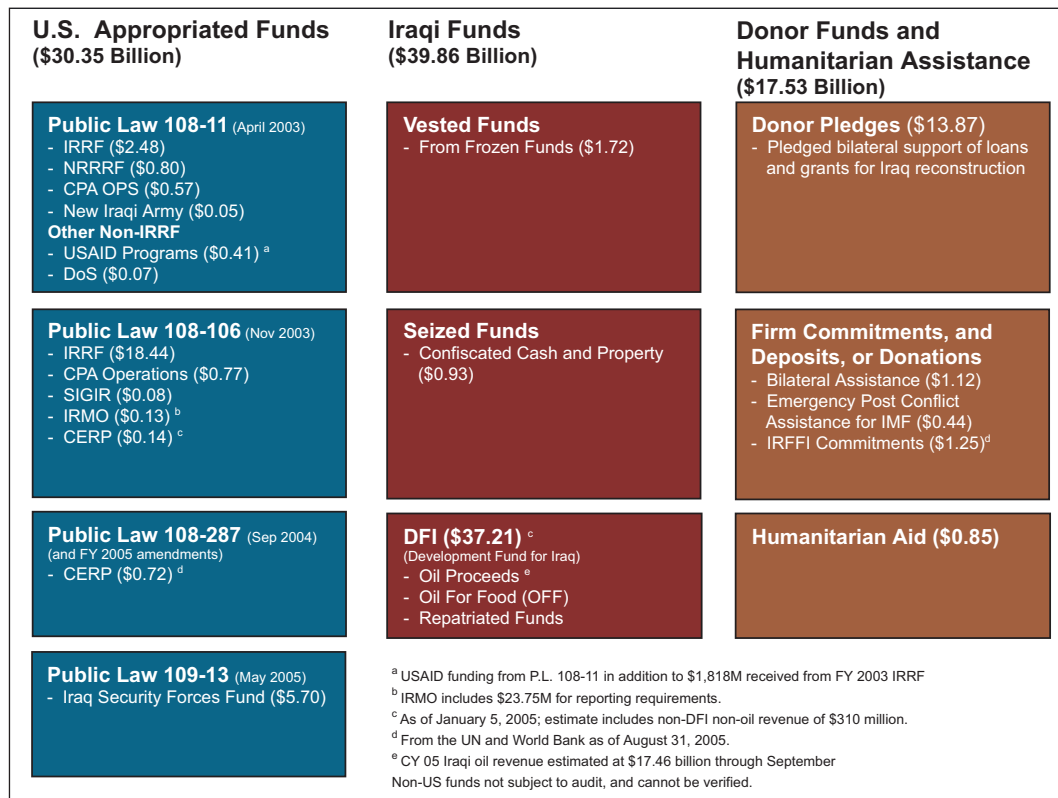 U.S. Appropriated Funds
($30.35 Billion)
Public Law 108-11 (April 2003)
- IRRF ($2.48)
- NRRRF ($0.80)
- CPA OPS ($0.57)
- New Iraqi Army ($0.05)
Other Non-IRRF
- USAID Programs ($0.41) a
- DoS ($0.07)
Public Law 108-106 (Nov 2003)
- IRRF ($18.44)
- CPA Operations ($0.77)
- SIGIR ($0.08)
- IRMO ($0.13) b
- CERP ($0.14) c
Public Law 108-287 (Sep 2004)
(and FY 2005 amendments)
- CERP ($0.72) d
Public Law 109-13 (May 2005)
- Iraq Security Forces Fund ($5.70)
Iraqi Funds
($39.86 Billion)
Vested Funds
- From Frozen Funds ($1.72)
Seized Funds
- Confiscated Cash and Property
($0.93)
DFI ($37.21) c
(Development Fund for Iraq)
- Oil Proceeds e
- Oil For Food (OFF)
- Repatriated Funds
Donor Funds and
Humanitarian Assistance
($17.53 Billion)
Donor Pledges ($13.87)
- Pledged bilateral support of loans
and grants for Iraq reconstruction
Firm Commitments, and
Deposits, or Donations
- Bilateral Assistance ($1.12)
- Emergency Post Conflict
Assistance for IMF ($0.44)
- IRFFI Commitments ($1.25)d
Humanitarian Aid ($0.85)
a USAID funding from P.L. 108-11 in addition to $1,818M received from FY 2003 IRRF
b IRMO includes $23.75M for reporting requirements.
c As of January 5, 2005; estimate includes non-DFI non-oil revenue of $310 million.
d From the UN and World Bank as of August 31, 2005.
e CY 05 Iraqi oil revenue estimated at $17.46 billion through September
Non-US funds not subject to audit, and cannot be verified.